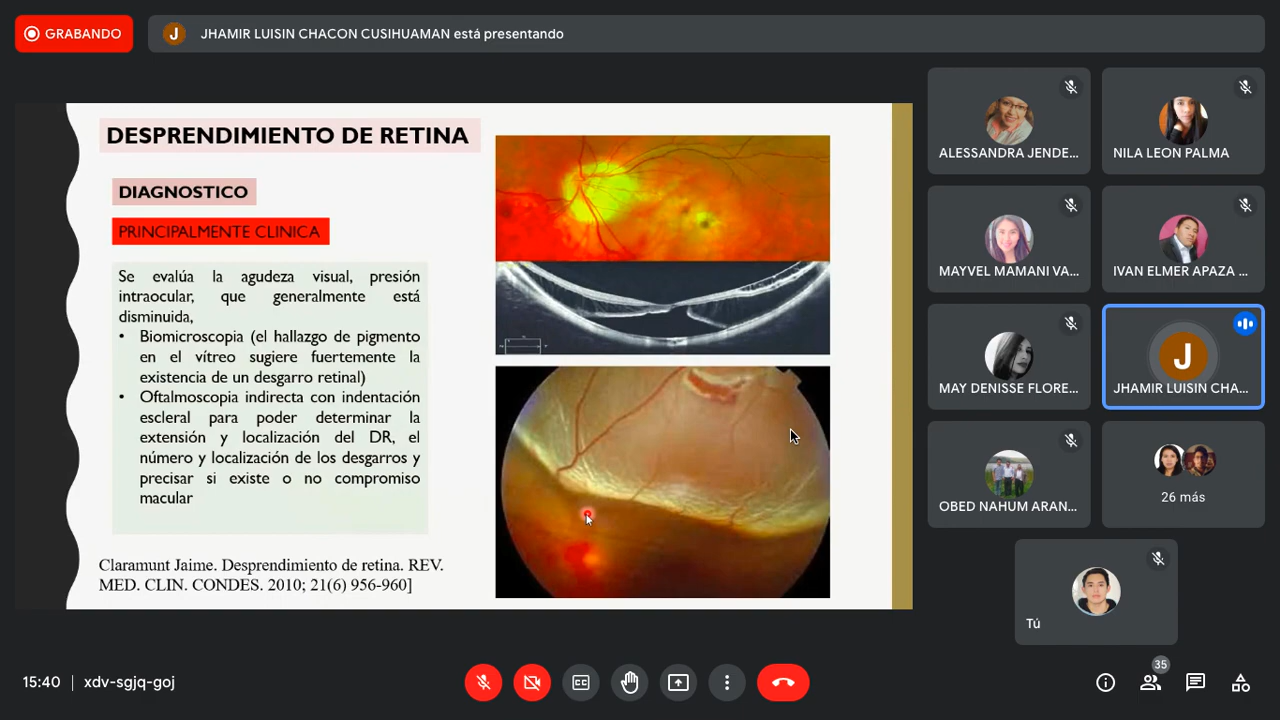 GRABANDO
JHAMIR LUISIN CHACON CUSIHUAMAN está presentando
DESPRENDIMIENTO DE RETINA
DIAGNOSTICO
PRINCIPALMENTE CLINICA
Se evalúa la agudeza visual, presión
intraocular, que generalmente está
disminuida,
• Biomicroscopia (el hallazgo de pigmento
en el vítreo sugiere fuertemente la
existencia de un desgarro retinal)
• Oftalmoscopia indirecta con indentación
escleral para poder determinar la
extensión y localización del DR, el
número y localización de los desgarros y
precisar si existe o no compromiso
macular
Claramunt Jaime. Desprendimiento de retina. REV.
MED. CLIN. CONDES. 2010; 21(6) 956-960]
ALESSANDRA JENDE...
NILA LEON PALMA
MAYVEL MAMANI VA...
IVAN ELMER APAZA ...
MAY DENISSE FLORE...
J
JHAMIR LUISIN CHA...
OBED NAHUM ARAN...
26 más
Tú
15:40 | xdv-sgjq-goj
CC
35